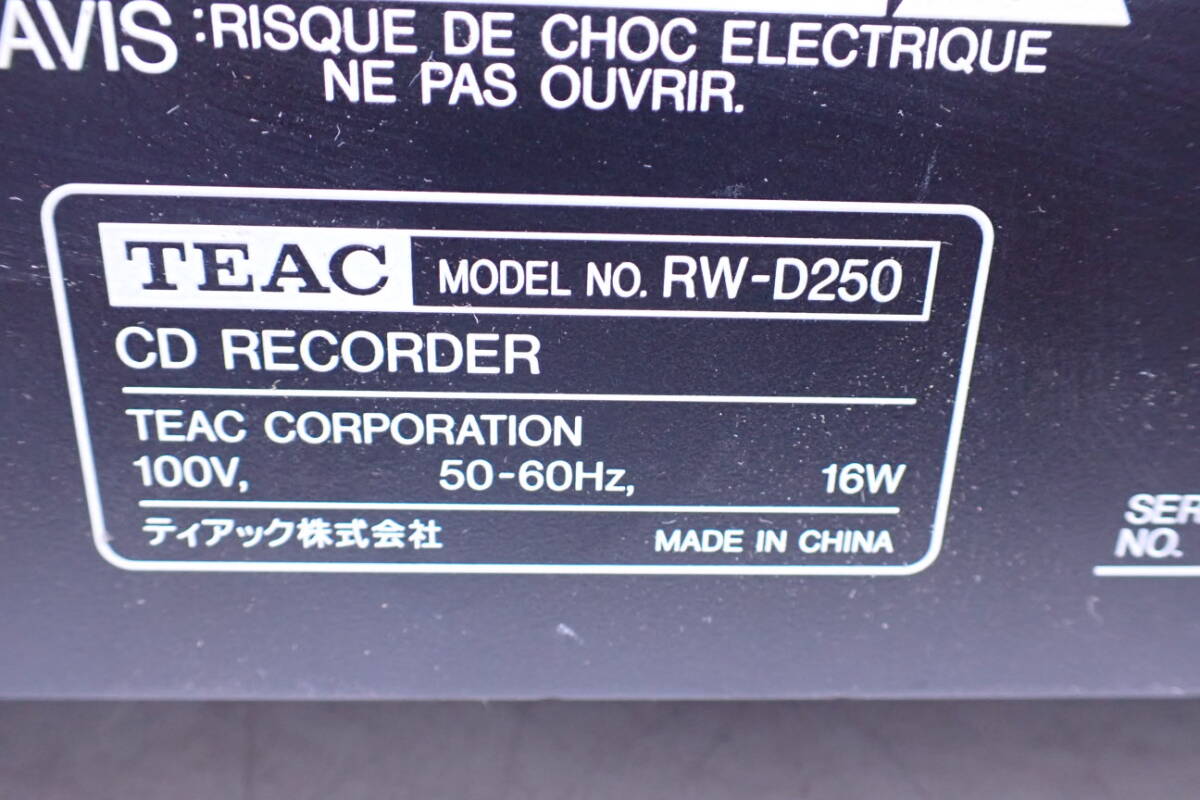 AVIS :RISQUE DE CHOC ELECTRIQUE
NE PAS OUVRIR.
TEAC MODEL NO. RW-D250
CD RECORDER
TEAC CORPORATION
100V, 50-60Hz, 16W
ティアック株式会社 MADE IN CHINA
NO.